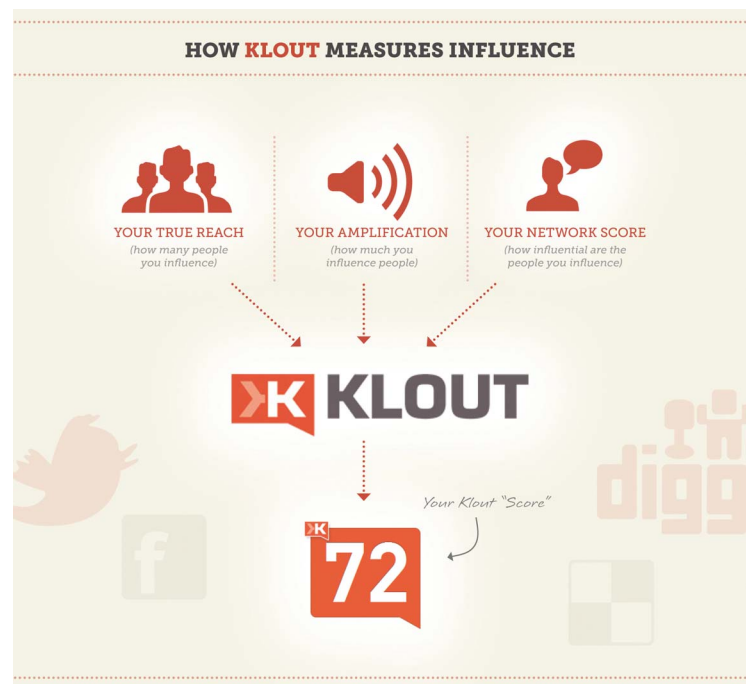 HOW KLOUT MEASURES INFLUENCE
YOUR TRUE REACH
(how many people
you influence)
YOUR AMPLIFICATION
(how much you
influence people)
YOUR NETWORK SCORE
(how influential are the
people you influence)
K KLOUT
Your Klout "Score"
K
72
f
digg